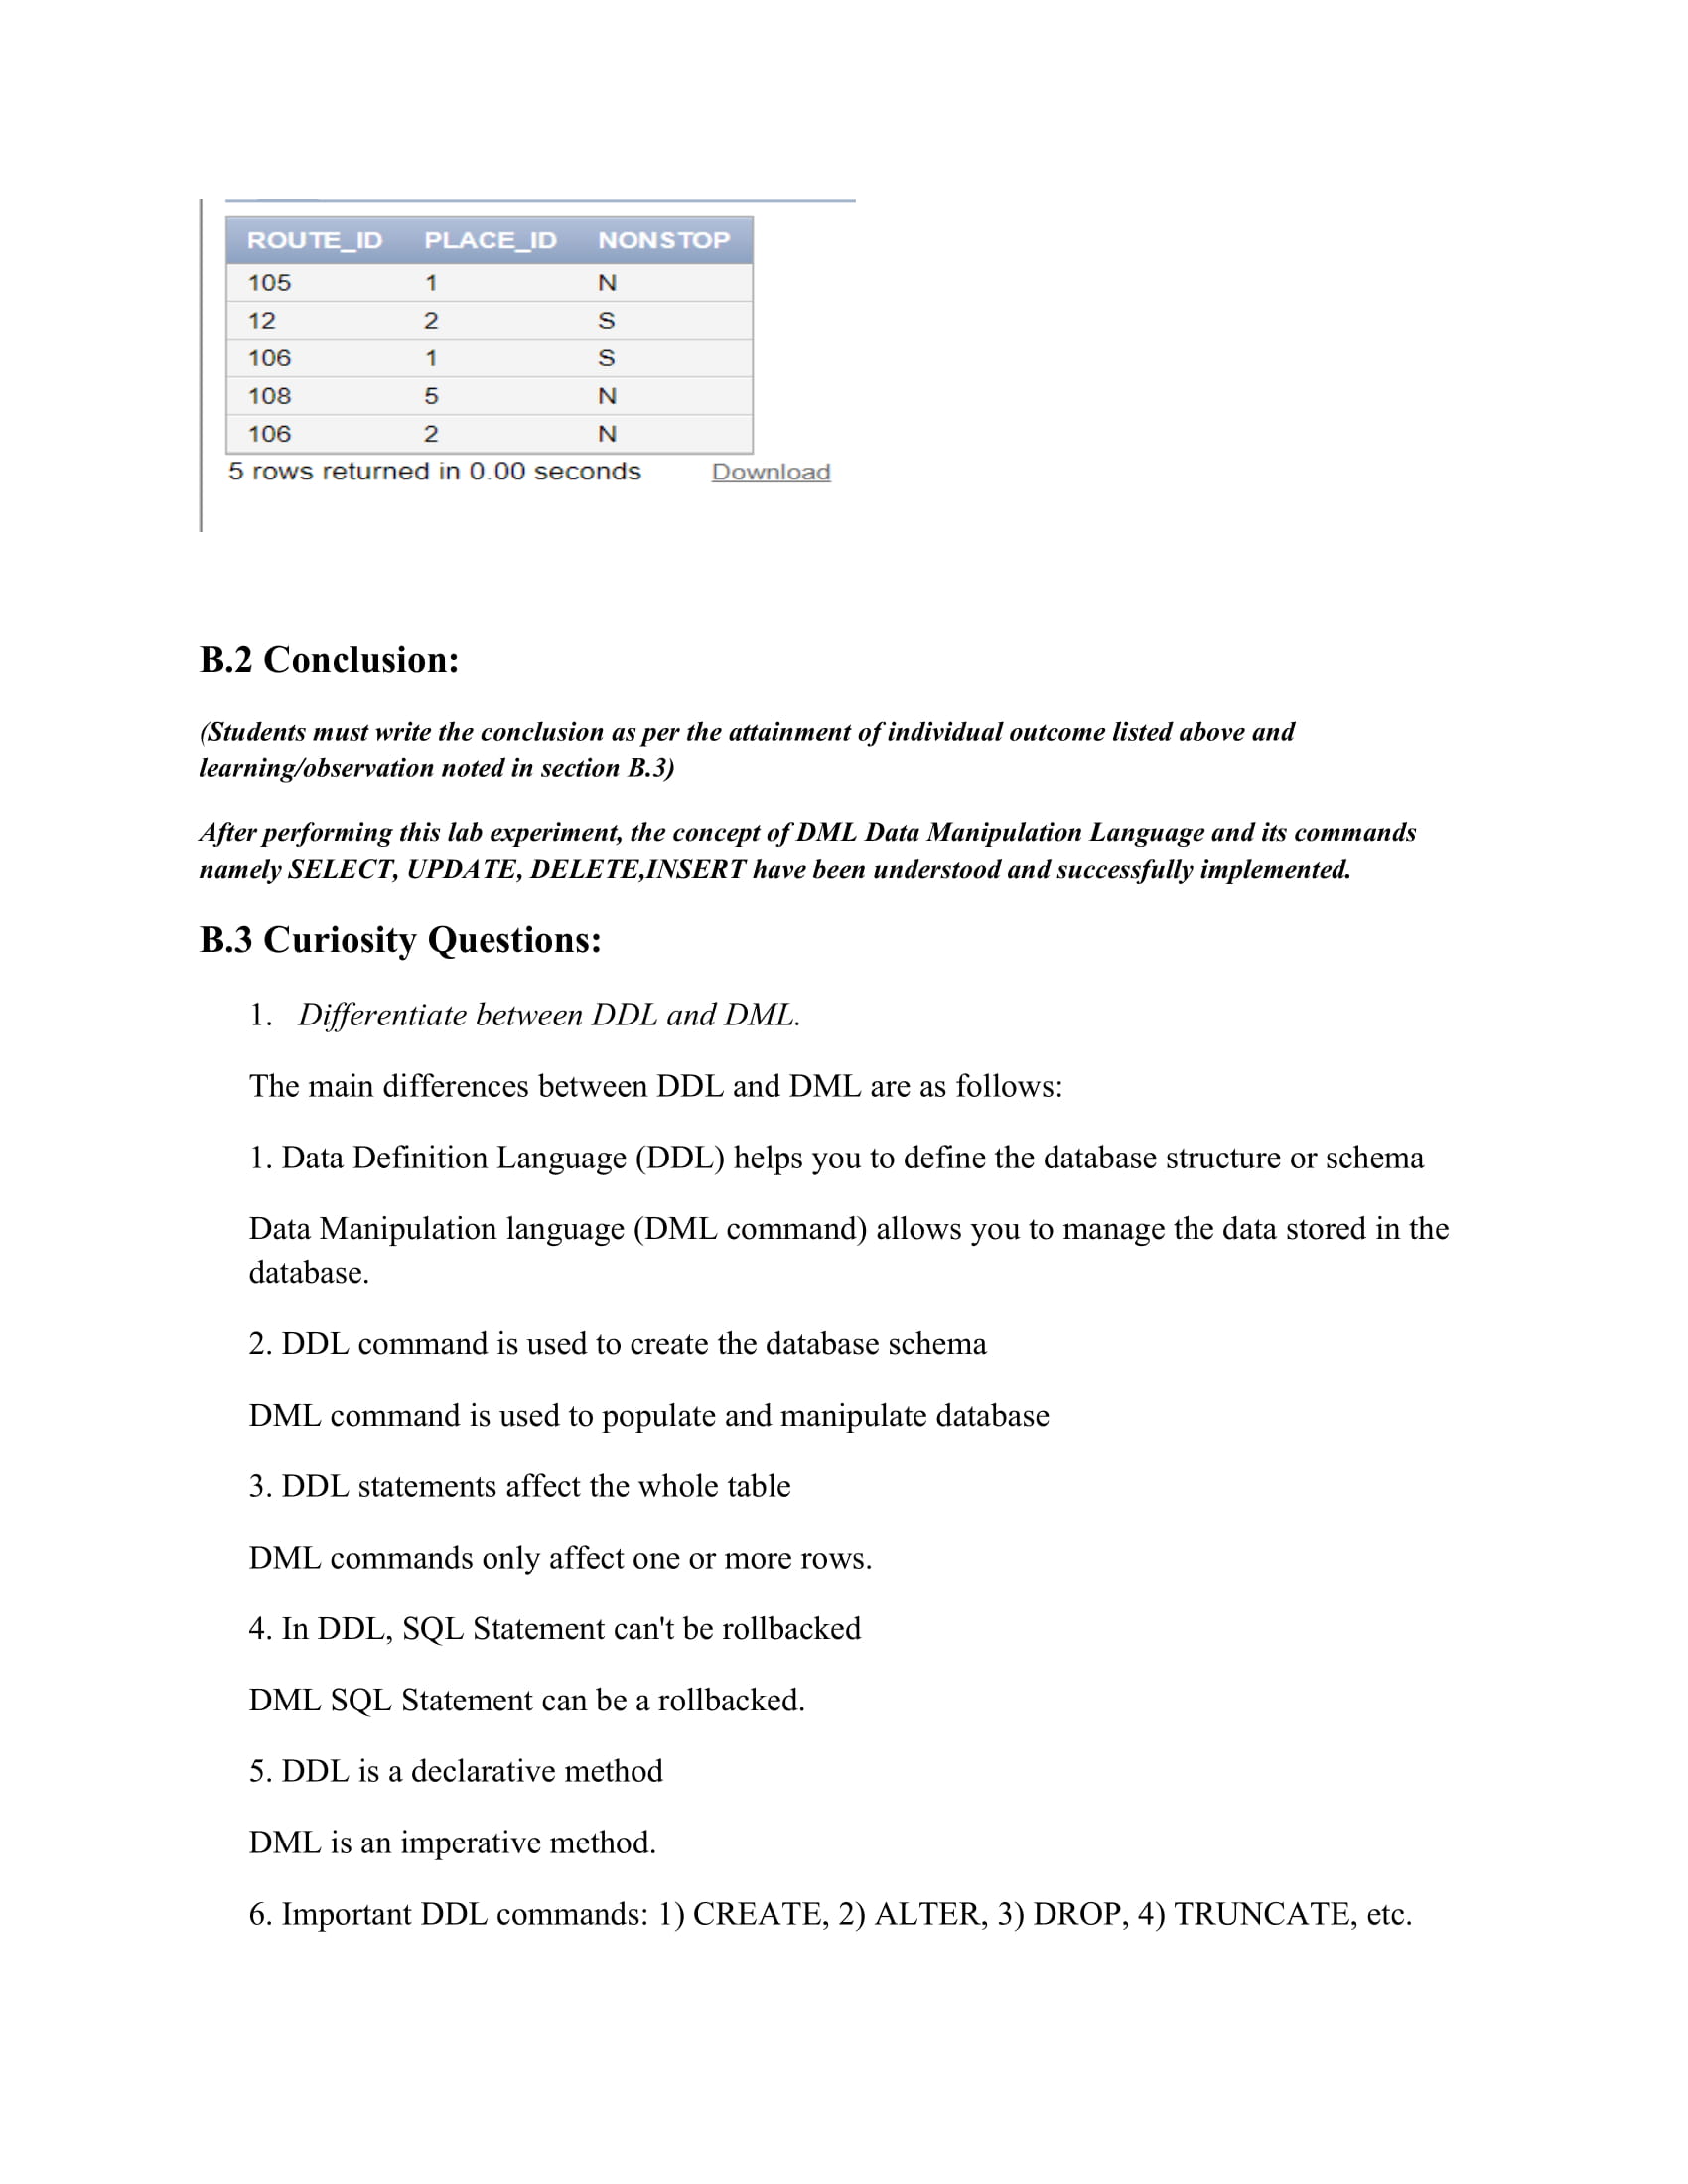 ROUTE_ID PLACE_ID NONSTOP
105 1 N
12 2 S
106 1 S
108 5 N
106 2 N
5 rows returned in 0.00 seconds Download
B.2 Conclusion:
(Students must write the conclusion as per the attainment of individual outcome listed above and
learning/observation noted in section B.3)
After performing this lab experiment, the concept of DML Data Manipulation Language and its commands
namely SELECT, UPDATE, DELETE,INSERT have been understood and successfully implemented.
B.3 Curiosity Questions:
1. Differentiate between DDL and DML.
The main differences between DDL and DML are as follows:
1. Data Definition Language (DDL) helps you to define the database structure or schema
Data Manipulation language (DML command) allows you to manage the data stored in the
database.
2. DDL command is used to create the database schema
DML command is used to populate and manipulate database
3. DDL statements affect the whole table
DML commands only affect one or more rows.
4. In DDL, SQL Statement can't be rollbacked
DML SQL Statement can be a rollbacked.
5. DDL is a declarative method
DML is an imperative method.
6. Important DDL commands: 1) CREATE, 2) ALTER, 3) DROP, 4) TRUNCATE, etc.